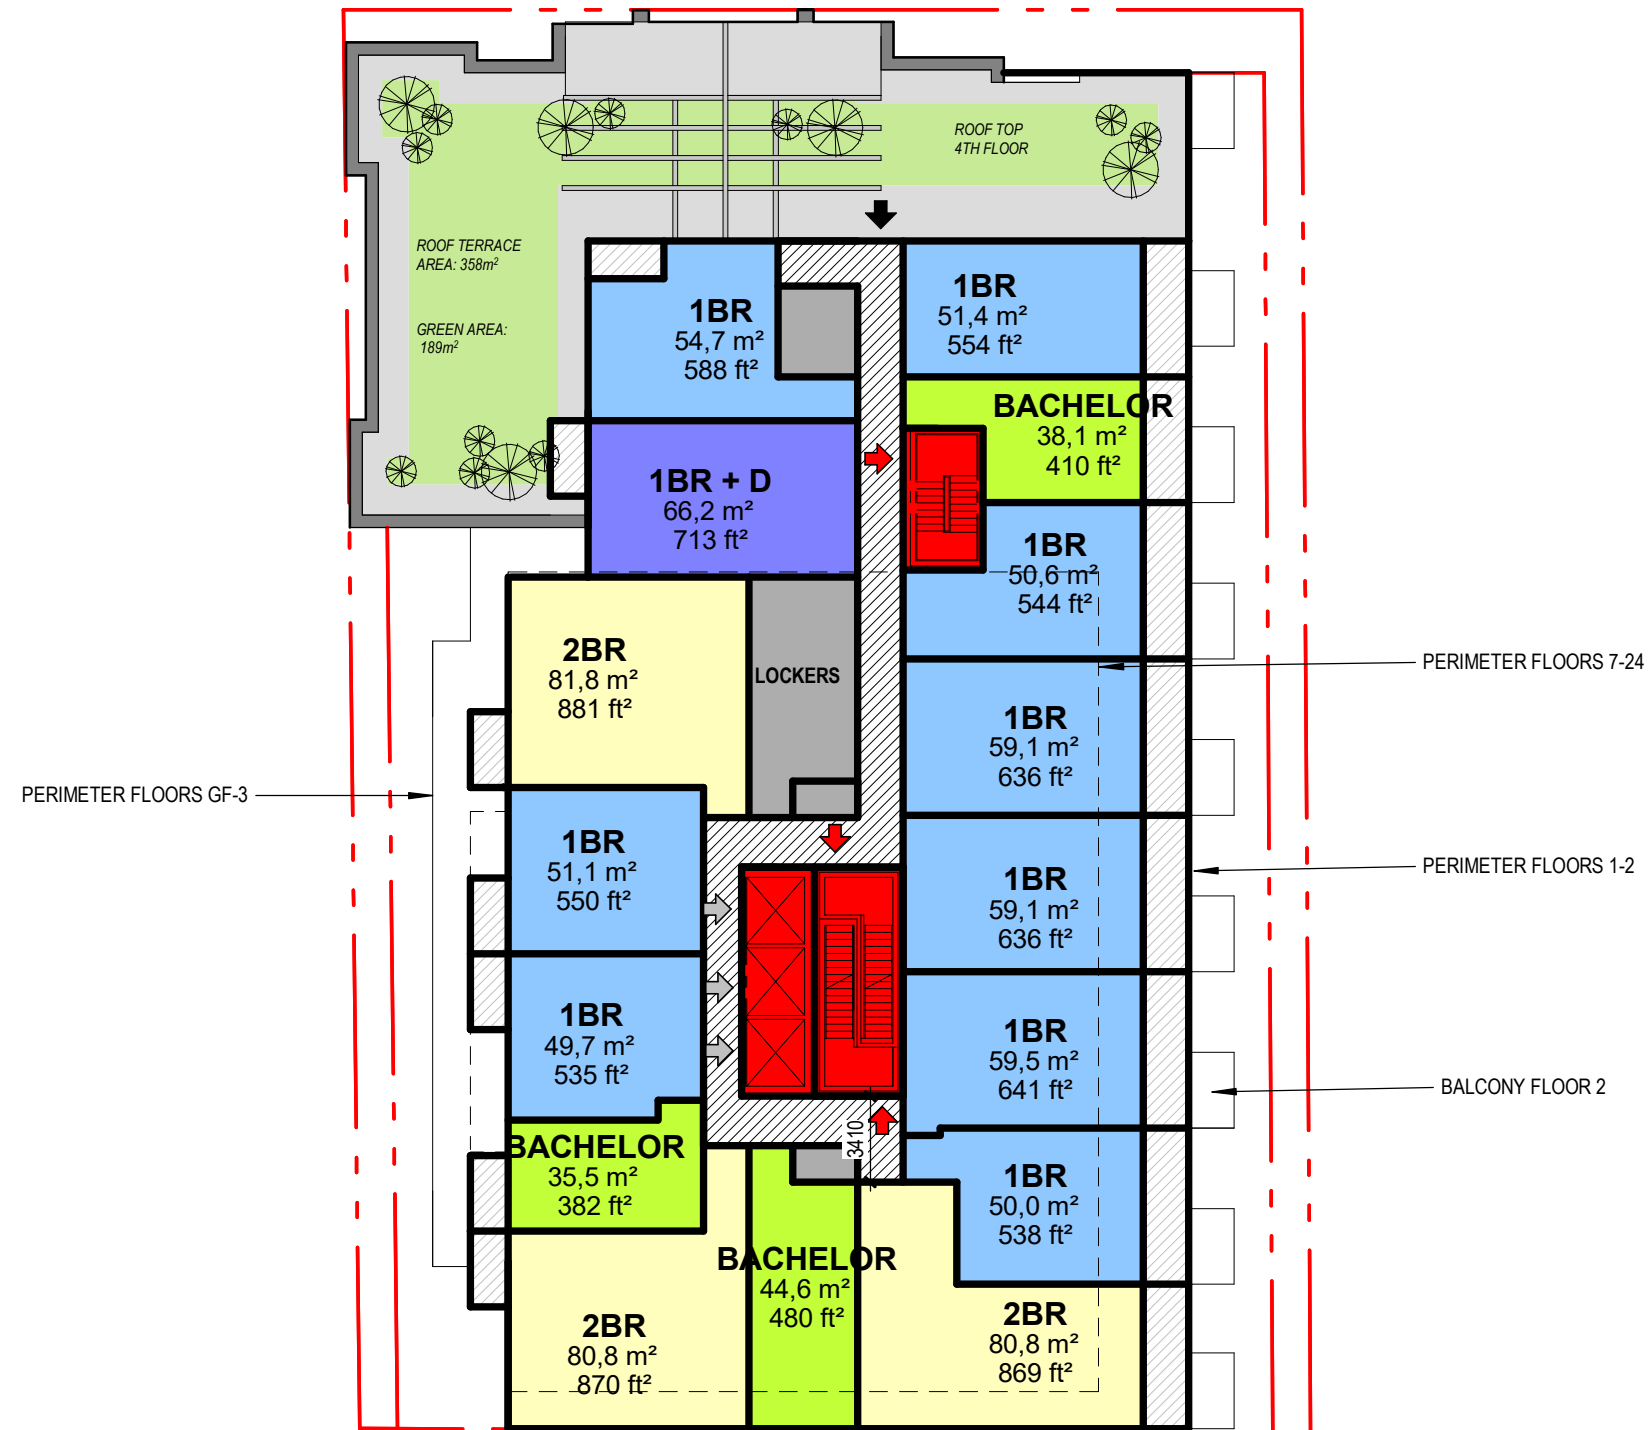 ROOF TOP
4TH FLOOR
ROOF TERRACE
AREA: 358m²
GREEN AREA:
189m²
1BR
54,7 m²
588 ft²
1BR
51,4 m²
554 ft²
BACHELOR
38,1 m²
410 ft²
1BR + D
66,2 m²
713 ft²
1BR
50,6 m²
544 ft²
2BR
81,8 m²
881 ft²
LOCKERS
PERIMETER FLOORS 7-24
1BR
59,1 m²
636 ft²
PERIMETER FLOORS GF-3
1BR
51,1 m²
550 ft²
1BR
59,1 m²
636 ft²
PERIMETER FLOORS 1-2
1BR
49,7 m²
535 ft²
1BR
59,5 m²
641 ft²
BALCONY FLOOR 2
3410
BACHELOR
35,5 m²
382 ft²
1BR
50,0 m²
538 ft²
BACHELOR
44,6 m²
480 ft²
2BR
80,8 m²
870 ft²
2BR
80,8 m²
869 ft²